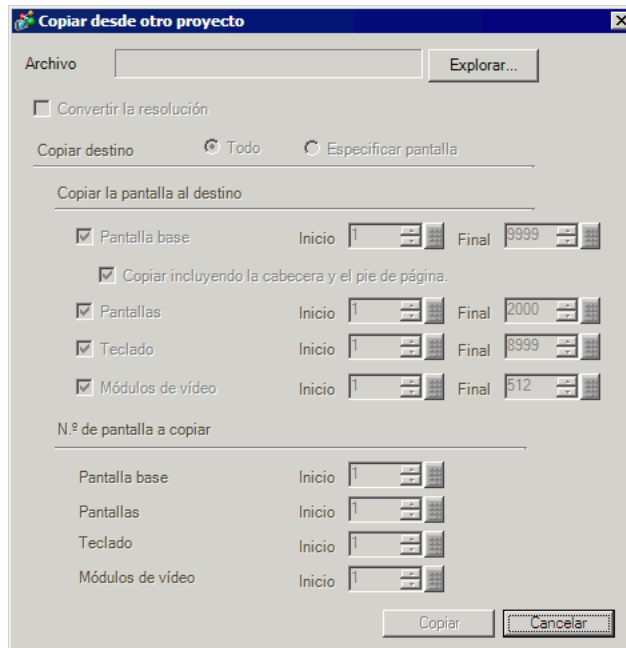 Copiar desde otro proyecto
Archivo Explorar...
Convertir la resolución
Copiar destino Todo Especificar pantalla
Copiar la pantalla al destino
Pantalla base Inicio 1 Final 9999
Copiar incluyendo la cabecera y el pie de página.
Pantallas Inicio 1 Final 2000
Teclado Inicio 1 Final 8999
Módulos de vídeo Inicio 1 Final 512
N.º de pantalla a copiar
Pantalla base Inicio 1
Pantallas Inicio 1
Teclado Inicio 1
Módulos de vídeo Inicio 1
Copiar Cancelar